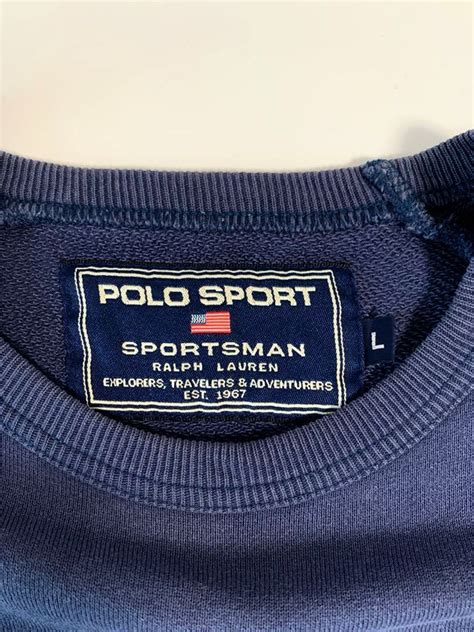 POLO SPORT
SPORTSMAN
RALPH LAUREN
EXPLORERS, TRAVELERS & ADVENTURERS
EST. 1967
L